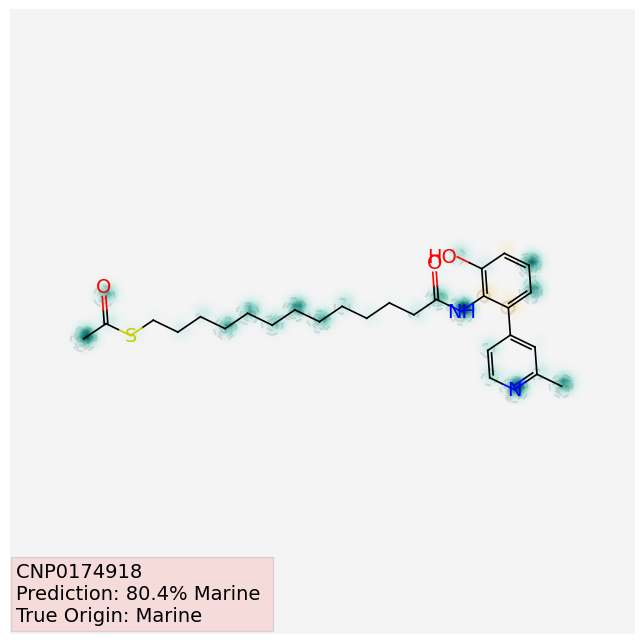 O
HO
O
NH
S
N
CNP0174918
Prediction: 80.4% Marine
True Origin: Marine